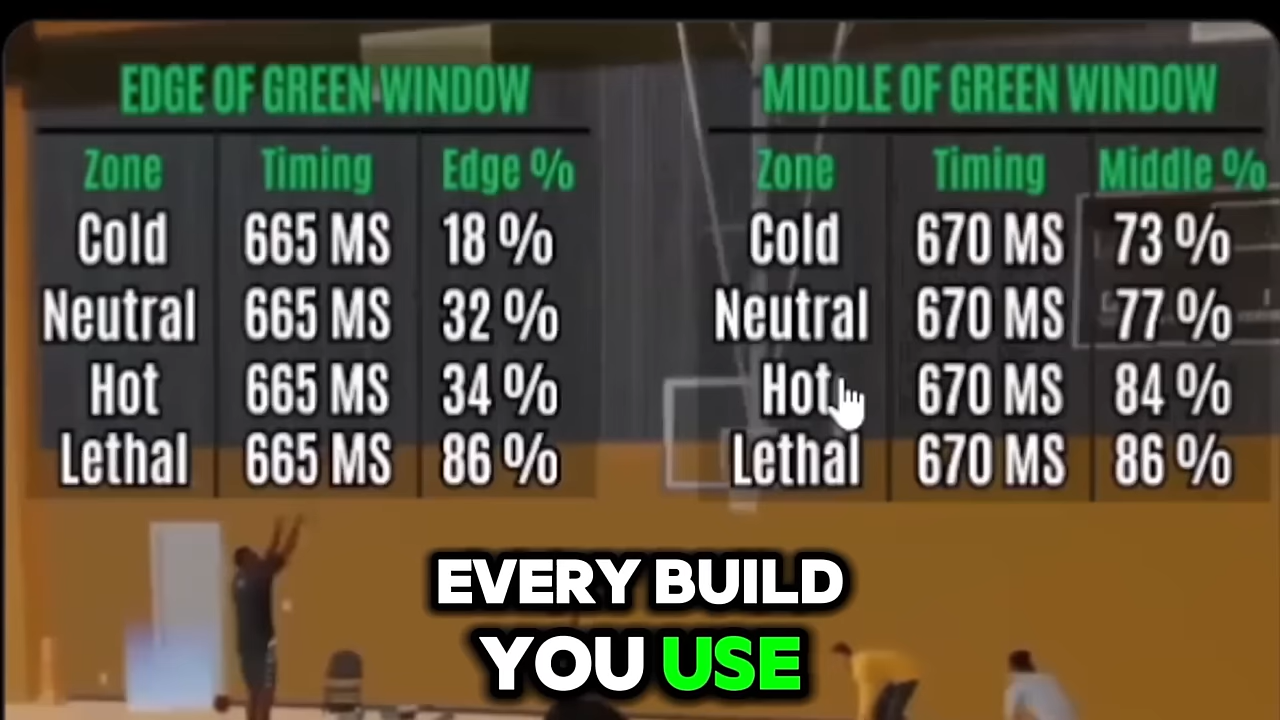 EDGE OF GREEN WINDOW
Zone Timing Edge %
Cold 665 MS 18 %
Neutral 665 MS 32 %
Hot 665 MS 34 %
Lethal 665 MS 86 %
MIDDLE OF GREEN WINDOW
Zone Timing Middle %
Cold 670 MS 73 %
Neutral 670 MS 77 %
Hot 670 MS 84 %
Lethal 670 MS 86 %
EVERY BUILD
YOU USE